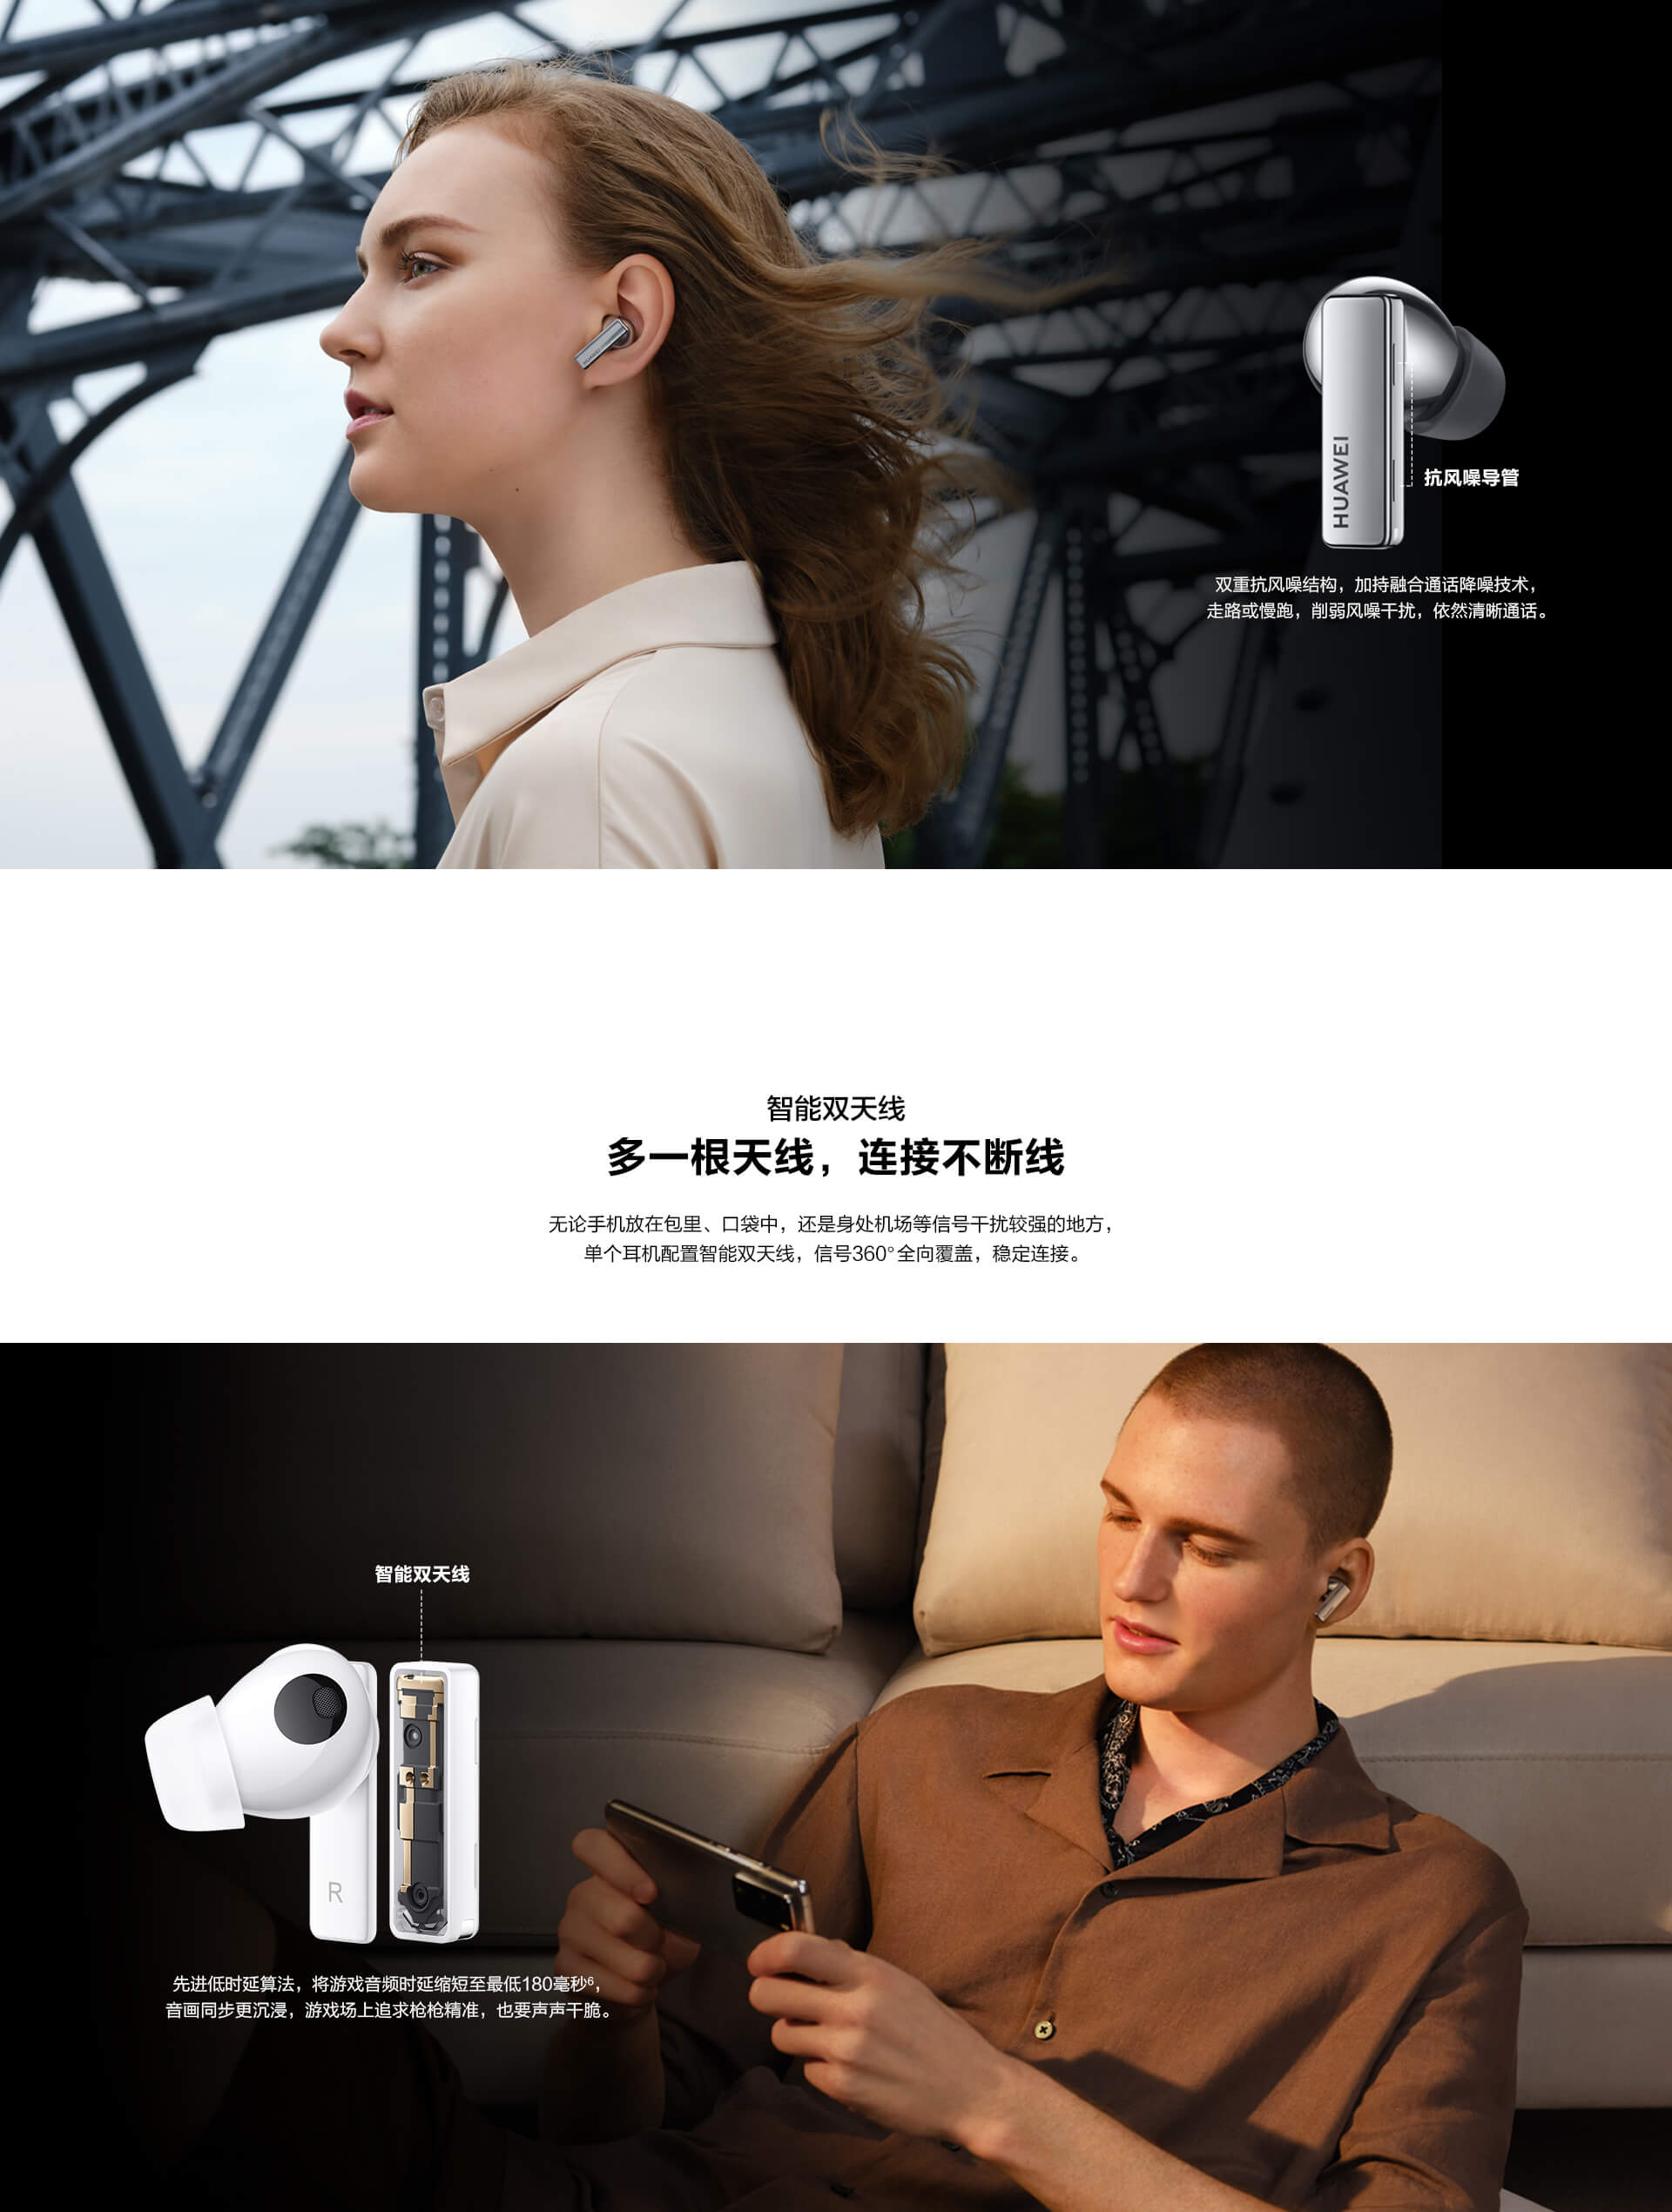 HUAWEI
HUAWEI
抗风噪导管
双重抗风噪结构，加持融合通话降噪技术，
走路或慢跑，削弱风噪干扰，依然清晰通话。
智能双天线
多一根天线，连接不断线
无论手机放在包里、口袋中，还是身处机场等信号干扰较强的地方，
单个耳机配置智能双天线，信号360°全向覆盖，稳定连接。
智能双天线
R
先进低时延算法，将游戏音频时延缩短至最低180毫秒⁶，
音画同步更沉浸，游戏场上追求枪枪精准，也要声声干脆。